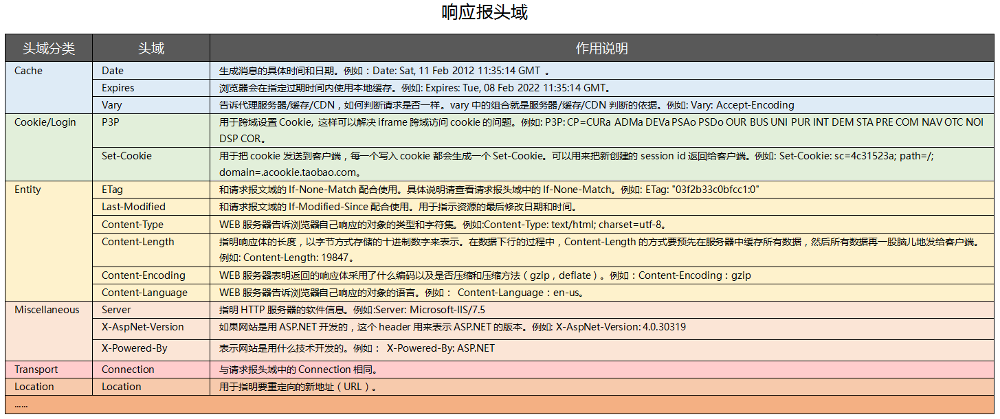 响应报头域
头域分类 头域 作用说明
Cache Date 生成消息的具体时间和日期。例如：Date: Sat, 11 Feb 2012 11:35:14 GMT 。
Expires 浏览器会在指定过期时间内使用本地缓存。例如: Expires: Tue, 08 Feb 2022 11:35:14 GMT。
Vary 告诉代理服务器/缓存/CDN，如何判断请求是否一样。vary 中的组合就是服务器/缓存/CDN 判断的依据。例如: Vary: Accept-Encoding
Cookie/Login P3P 用于跨域设置 Cookie, 这样可以解决 iframe 跨域访问 cookie 的问题。例如: P3P: CP=CURa ADMa DEVa PSAo PSDo OUR BUS UNI PUR INT DEM STA PRE COM NAV OTC NOI
DSP COR。
Set-Cookie 用于把 cookie 发送到客户端，每一个写入 cookie 都会生成一个 Set-Cookie。可以用来把新创建的 session id 返回给客户端。例如: Set-Cookie: sc=4c31523a; path=/;
domain=.acookie.taobao.com。
Entity ETag 和请求报文域的 If-None-Match 配合使用。具体说明请查看请求报头域中的 If-None-Match。例如: ETag: "03f2b33c0bfcc1:0"
Last-Modified 和请求报文域的 If-Modified-Since 配合使用。用于指示资源的最后修改日期和时间。
Content-Type WEB 服务器告诉浏览器自己响应的对象的类型和字符集。例如:Content-Type: text/html; charset=utf-8。
Content-Length 指明响应体的长度，以字节方式存储的十进制数字来表示。在数据下行的过程中，Content-Length 的方式要预先在服务器中缓存所有数据，然后所有数据再一股脑儿地发给客户端。
例如: Content-Length: 19847。
Content-Encoding WEB 服务器表明返回的响应体采用了什么编码以及是否压缩和压缩方法（gzip，deflate）。例如：Content-Encoding：gzip
Content-Language WEB 服务器告诉浏览器自己响应的对象的语言。例如： Content-Language：en-us。
Miscellaneous Server 指明 HTTP 服务器的软件信息。例如:Server: Microsoft-IIS/7.5
X-AspNet-Version 如果网站是用 ASP.NET 开发的，这个 header 用来表示 ASP.NET 的版本。例如: X-AspNet-Version: 4.0.30319
X-Powered-By 表示网站是用什么技术开发的。例如： X-Powered-By: ASP.NET
Transport Connection 与请求报头域中的 Connection 相同。
Location Location 用于指明要重定向的新地址（URL）。
......